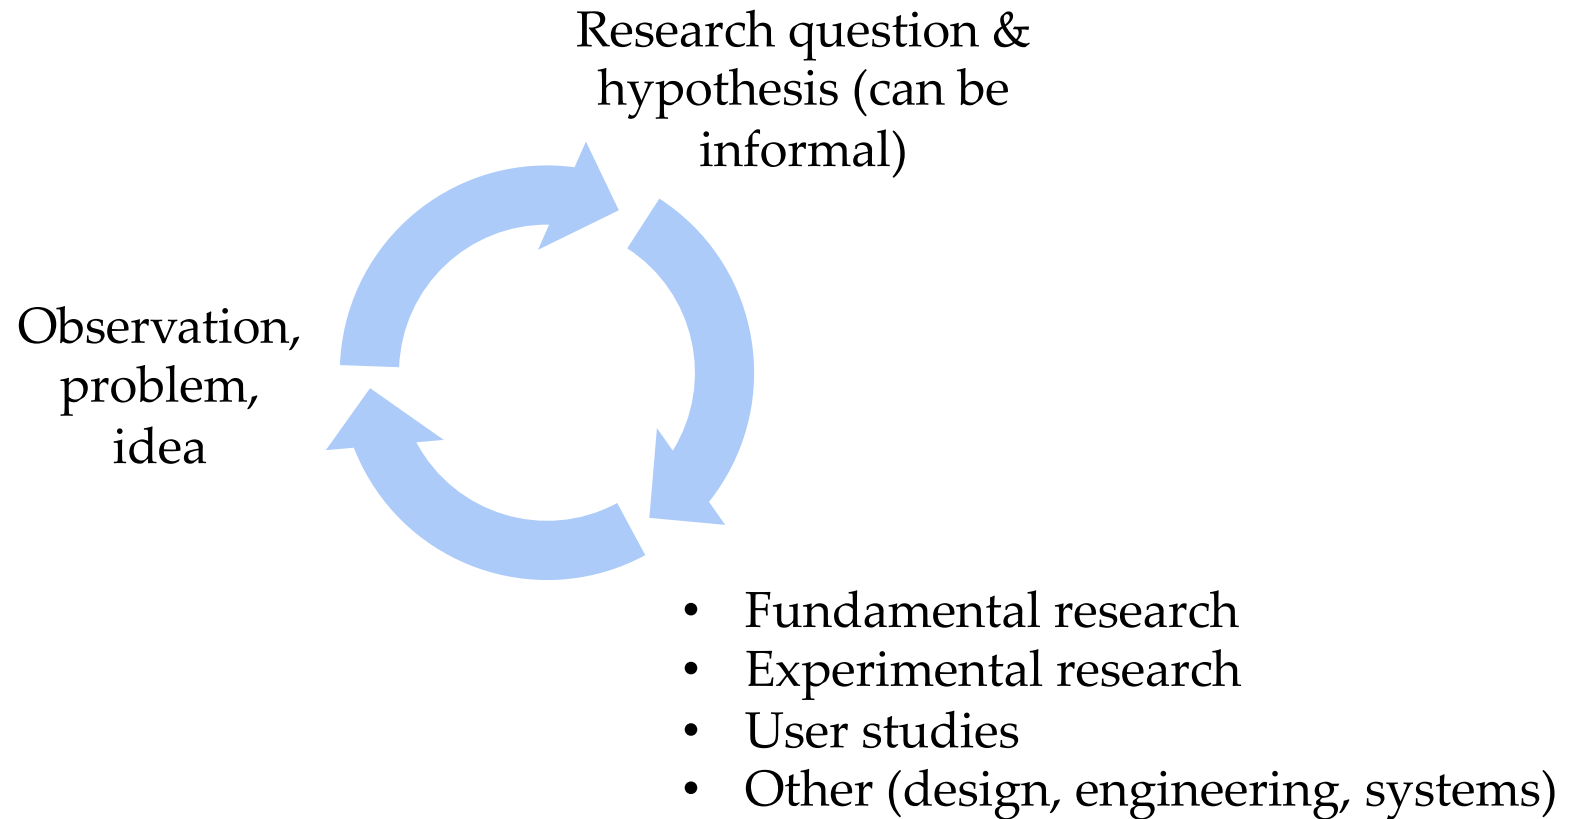 Research question &
hypothesis (can be
informal)
Observation,
problem,
idea
• Fundamental research
• Experimental research
• User studies
• Other (design, engineering, systems)